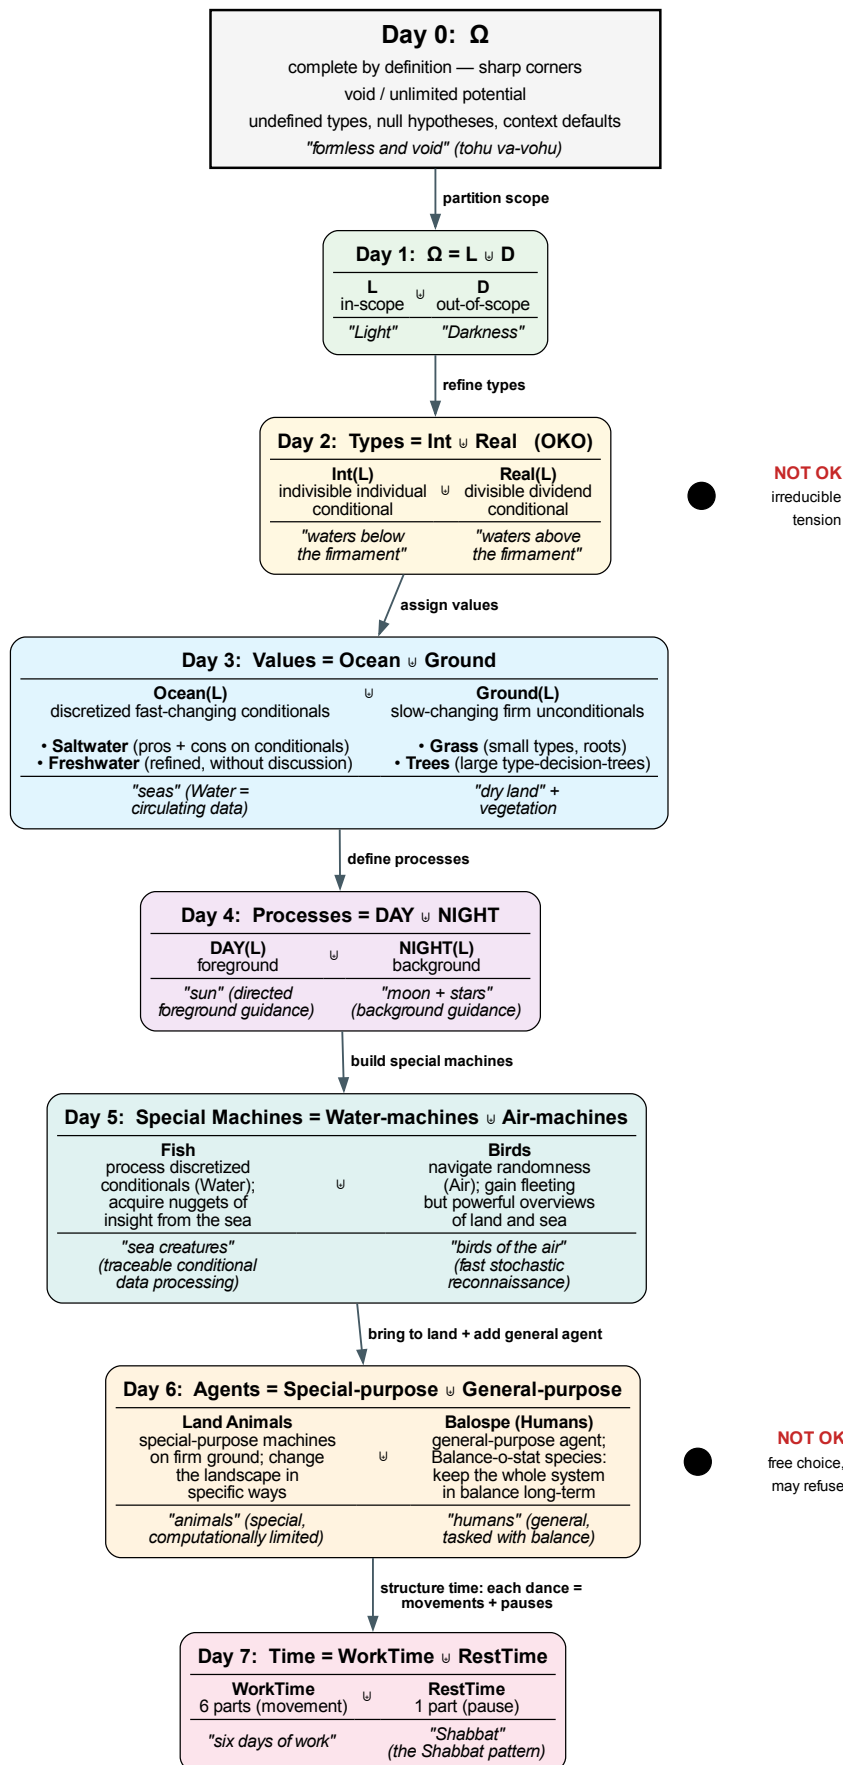 Day 0: Ω
complete by definition — sharp corners
void / unlimited potential
undefined types, null hypotheses, context defaults
"formless and void" (tohu va-vohu)
partition scope
Day 1: Ω = L ⊎ D
L ⊎ D
in-scope out-of-scope
"Light" "Darkness"
refine types
Day 2: Types = Int ⊎ Real (OKO)
Int(L) ⊎ Real(L)
indivisible individual divisible dividend
conditional conditional
"waters below "waters above
the firmament" the firmament"
NOT OK
irreducible
tension
assign values
Day 3: Values = Ocean ⊎ Ground
Ocean(L) ⊎ Ground(L)
discretized fast-changing conditionals slow-changing firm unconditionals
• Saltwater (pros + cons on conditionals) • Grass (small types, roots)
• Freshwater (refined, without discussion) • Trees (large type-decision-trees)
"seas" (Water = "dry land" +
circulating data) vegetation
define processes
Day 4: Processes = DAY ⊎ NIGHT
DAY(L) ⊎ NIGHT(L)
foreground background
"sun" (directed "moon + stars"
foreground guidance) (background guidance)
build special machines
Day 5: Special Machines = Water-machines ⊎ Air-machines
Fish Birds
process discretized navigate randomness
conditionals (Water); ⊎ (Air); gain fleeting
acquire nuggets of but powerful overviews
insight from the sea of land and sea
"sea creatures" "birds of the air"
(traceable conditional (fast stochastic
data processing) reconnaissance)
bring to land + add general agent
Day 6: Agents = Special-purpose ⊎ General-purpose
Land Animals Balospe (Humans)
special-purpose machines general-purpose agent;
on firm ground; change ⊎ Balance-o-stat species:
the landscape in keep the whole system
specific ways in balance long-term
"animals" (special, "humans" (general,
computationally limited) tasked with balance)
NOT OK
free choice,
may refuse
structure time: each dance =
movements + pauses
Day 7: Time = WorkTime ⊎ RestTime
WorkTime ⊎ RestTime
6 parts (movement) 1 part (pause)
"six days of work" "Shabbat"
(the Shabbat pattern)